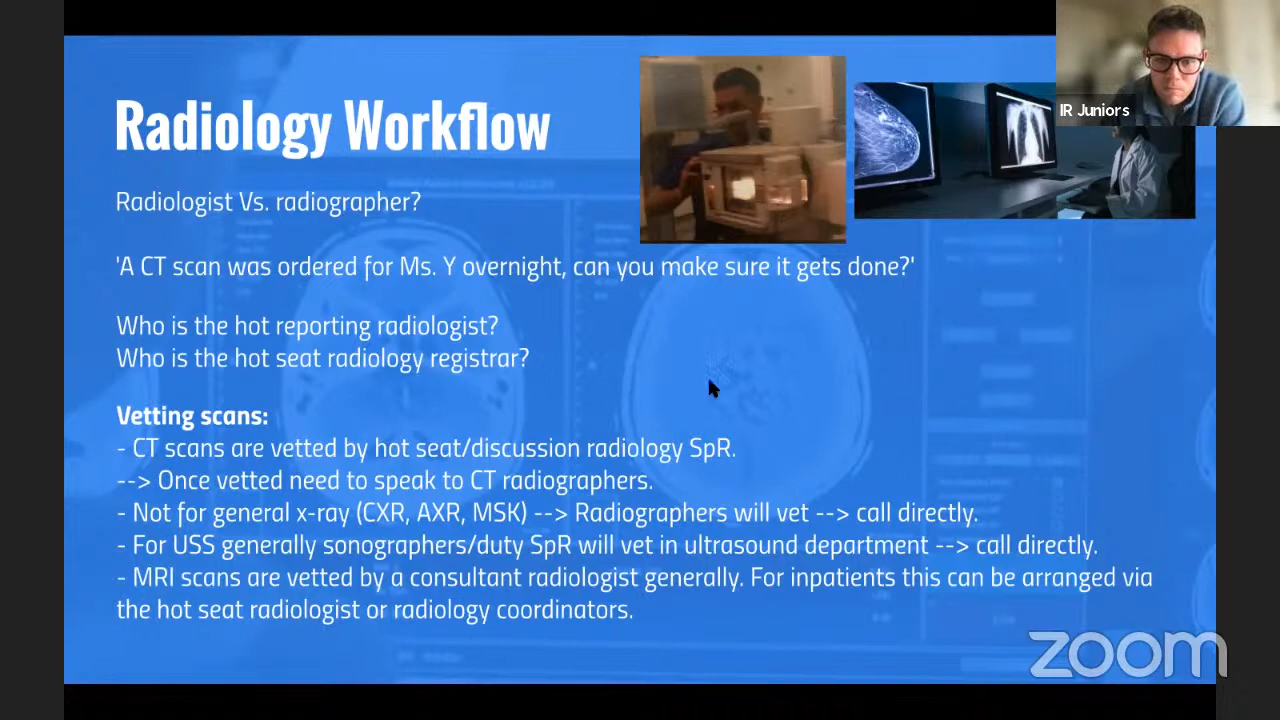 Radiology Workflow
IR Juniors
Radiologist Vs. radiographer?
'A CT scan was ordered for Ms. Y overnight, can you make sure it gets done?'
Who is the hot reporting radiologist?
Who is the hot seat radiology registrar?
Vetting scans:
- CT scans are vetted by hot seat/discussion radiology SpR.
--> Once vetted need to speak to CT radiographers.
- Not for general x-ray (CXR, AXR, MSK) --> Radiographers will vet --> call directly.
- For USS generally sonographers/duty SpR will vet in ultrasound department --> call directly.
- MRI scans are vetted by a consultant radiologist generally. For inpatients this can be arranged via
the hot seat radiologist or radiology coordinators.
zoom